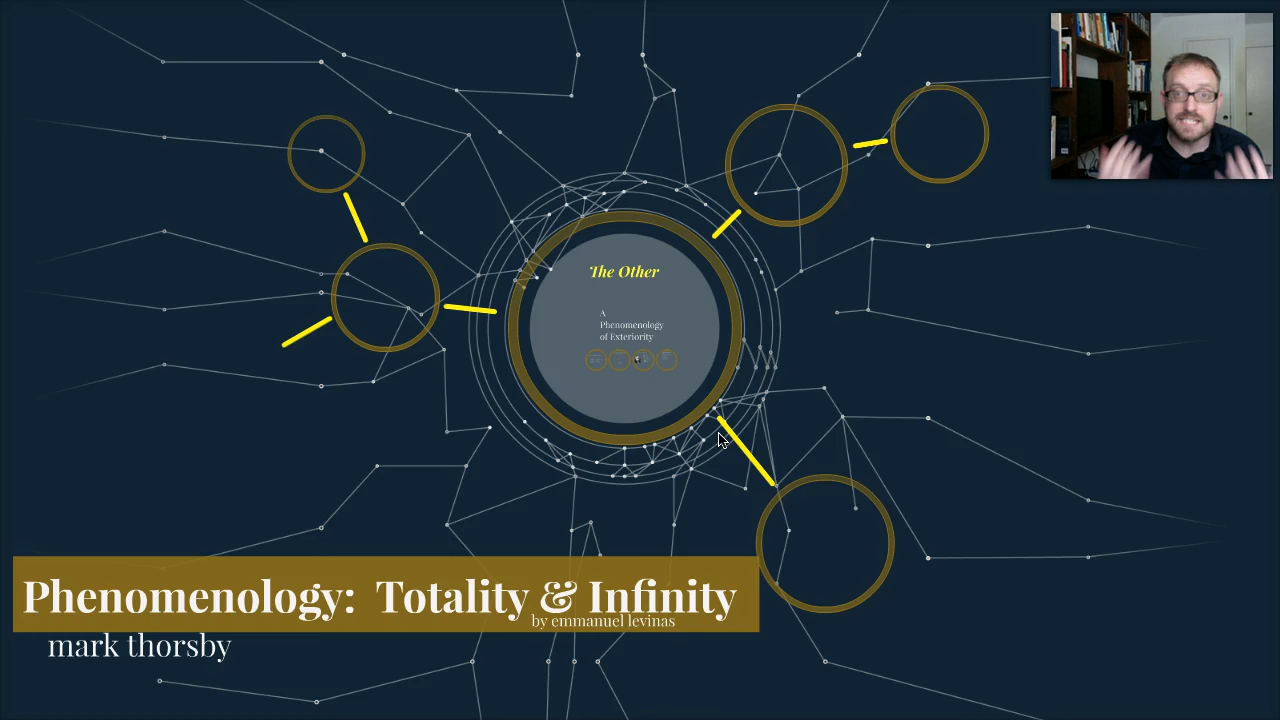 The Other
A
Phenomenology
of Exteriority
Phenomenology: Totality & Infinity
by emmanuel levinas
mark thorsby